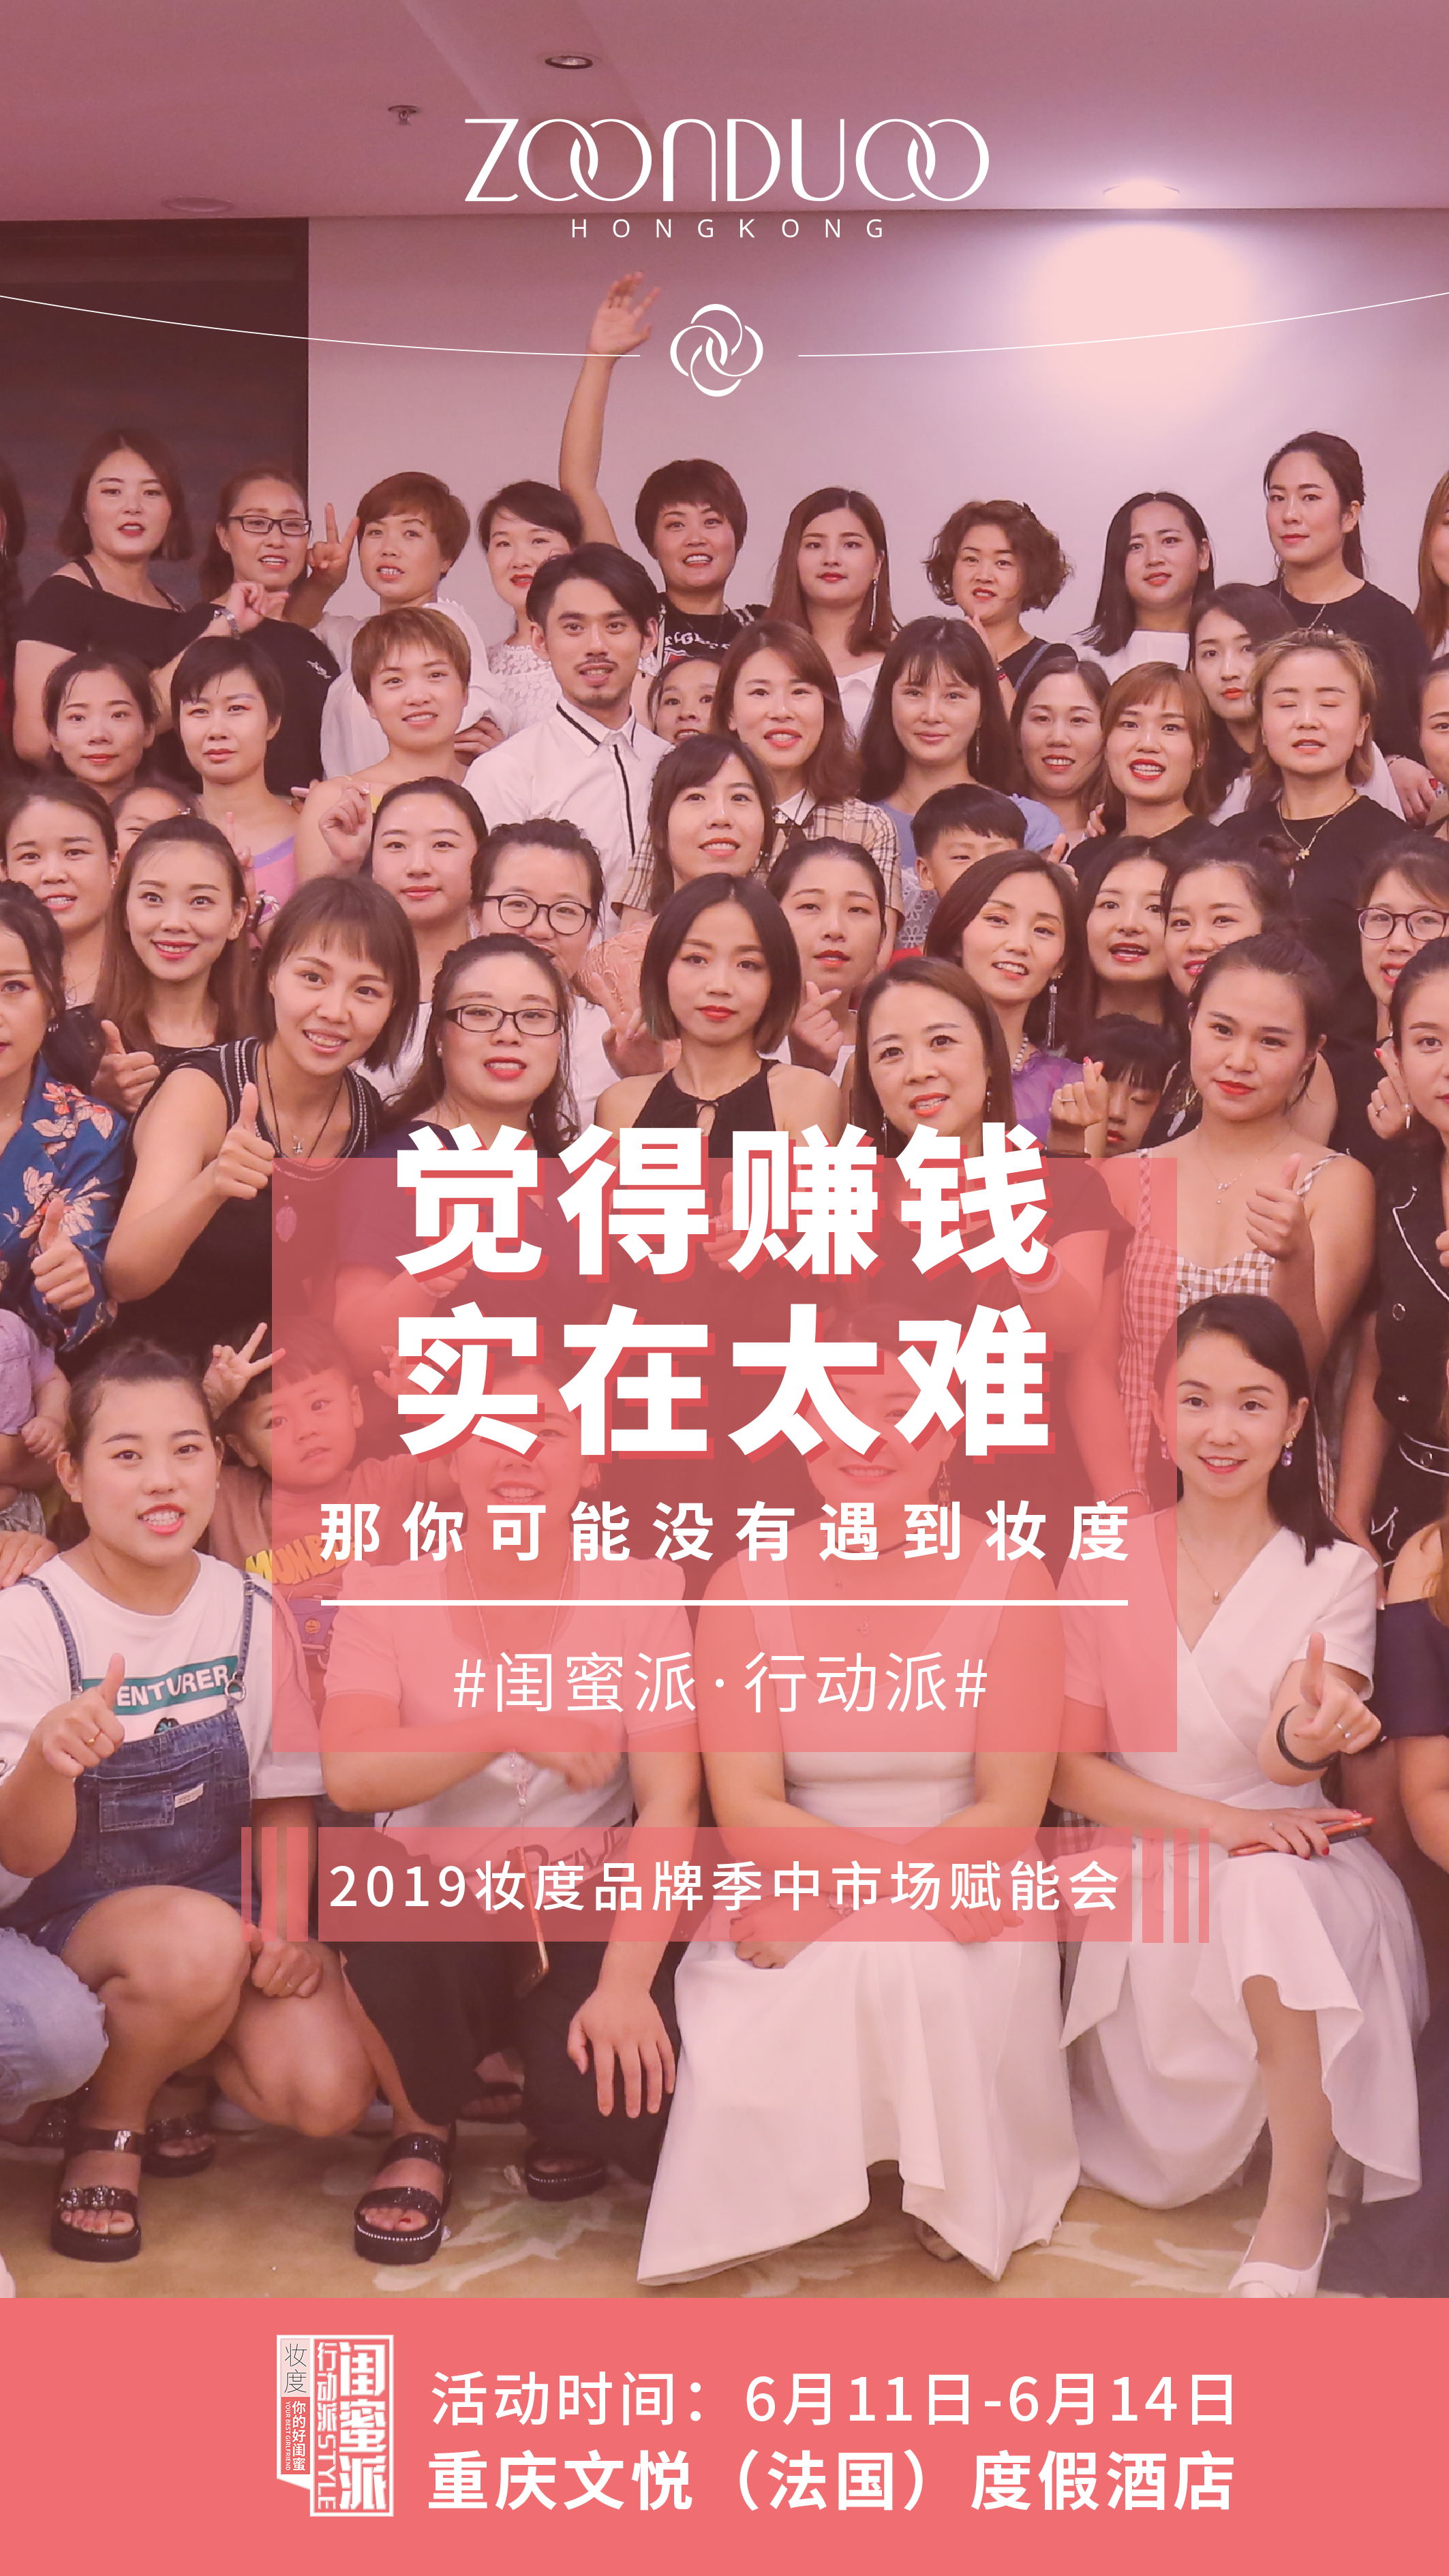 ZOONDUOO
HONGKONG
觉得赚钱
实在太难
那你可能没有遇到妆度
#闺蜜派·行动派#
2019妆度品牌季中市场赋能会
妆度
你的好闺蜜
YOUR BEST GIRLFRIEND
行动派STYLE
闺蜜派
活动时间：6月11日-6月14日
重庆文悦（法国）度假酒店